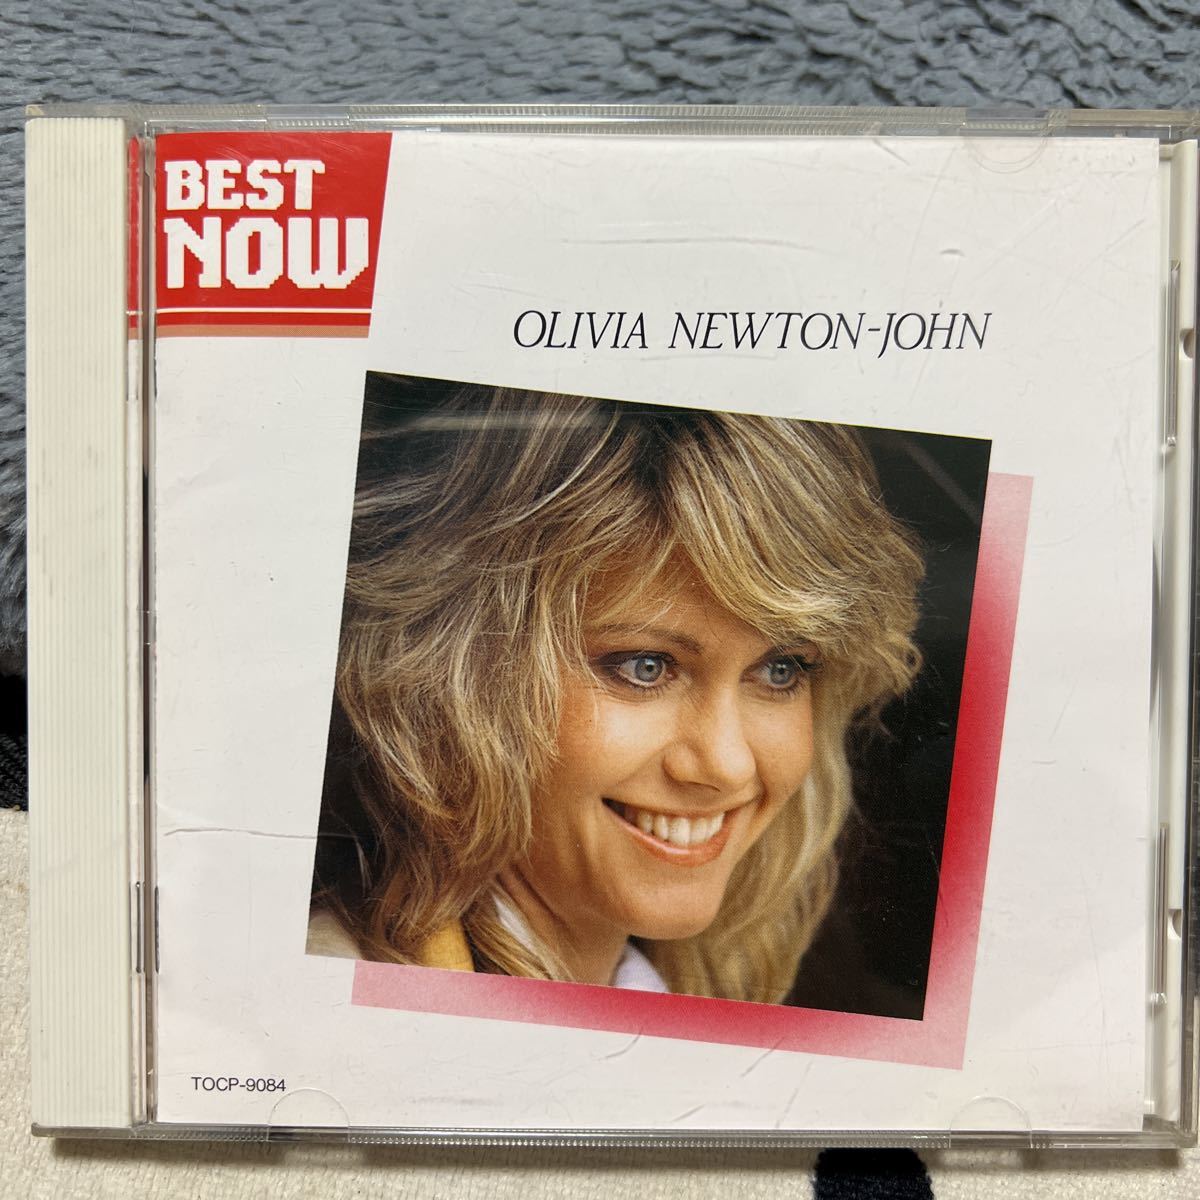 BEST
NOW
OLIVIA NEWTON-JOHN
TOCP-9084